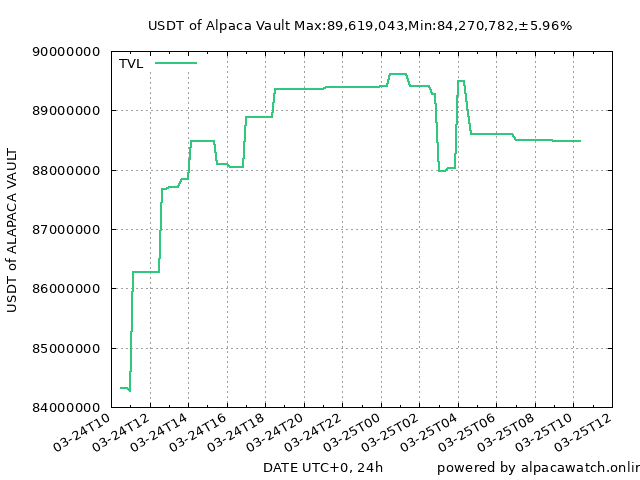 USDT of Alpaca Vault Max:89,619,043,Min:84,270,782,±5.96%
90000000
TVL
89000000
88000000
87000000
86000000
85000000
84000000
USDT of ALAPACA VAULT
03-24T10
03-24T12
03-24T14
03-24T16
03-24T18
03-24T20
03-24T22
03-25T00
03-25T02
03-25T04
03-25T06
03-25T08
03-25T10
03-25T12
DATE UTC+0, 24h
powered by alpacawatch.onlin